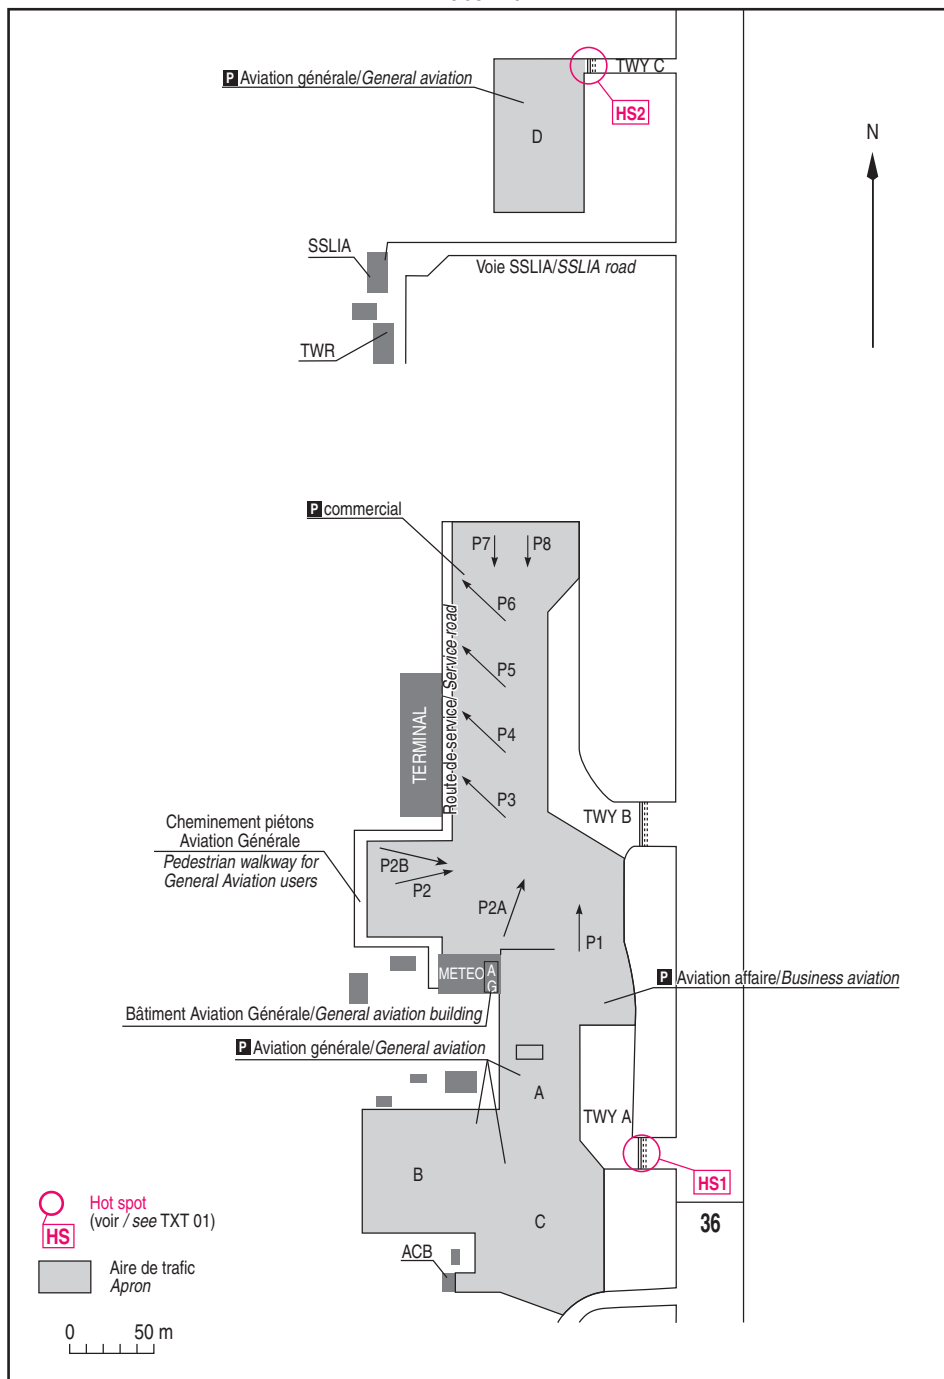 P Aviation générale/General aviation
TWY C
HS2
D
N
SSLIA
Voie SSLIA/SSLIA road
TWR
P commercial
P7
P8
P6
P5
P4
P3
Route de service/Service road
TERMINAL
TWY B
Cheminement piétons
Aviation Générale
Pedestrian walkway for
General Aviation users
P2B
P2
P2A
P1
METEO
A
G
P Aviation affaire/Business aviation
Bâtiment Aviation Générale/General aviation building
P Aviation générale/General aviation
A
TWY A
B
HS1
C
36
ACB
Hot spot
(voir / see TXT 01)
HS
Aire de trafic
Apron
0 50 m